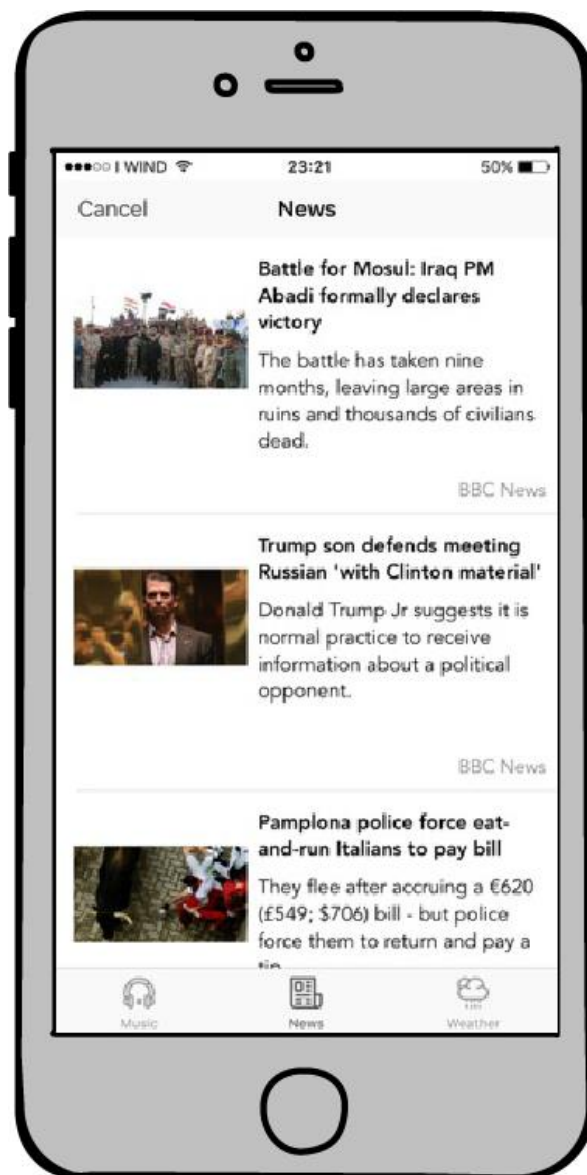 I WIND 23:21 50%
Cancel News
Battle for Mosul: Iraq PM
Abadi formally declares
victory
The battle has taken nine
months, leaving large areas in
ruins and thousands of civilians
dead.
BBC News
Trump son defends meeting
Russian 'with Clinton material'
Donald Trump Jr suggests it is
normal practice to receive
information about a political
opponent.
BBC News
Pamplona police force eat-
and-run Italians to pay bill
They flee after accruing a €620
(£549; $706) bill - but police
force them to return and pay a
tip
Music News Weather